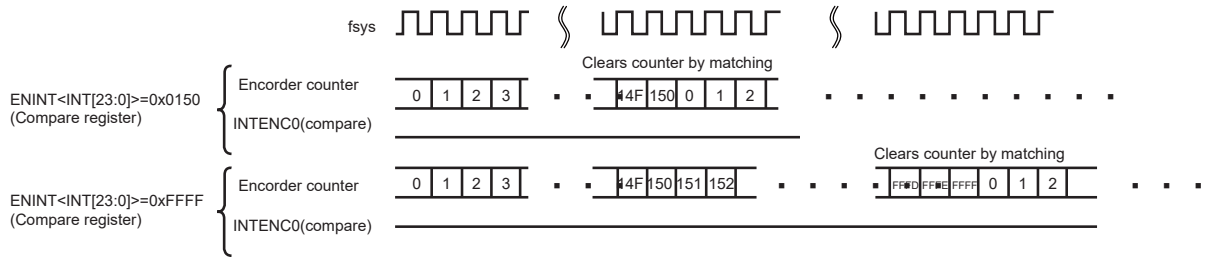 fsys
Clears counter by matching
ENINT<INT[23:0]>=0x0150
(Compare register)
Encorder counter
0 1 2 3 14F 150 0 1 2
INTENC0(compare)
Clears counter by matching
ENINT<INT[23:0]>=0xFFFF
(Compare register)
Encorder counter
0 1 2 3 14F 150 151 152 FFFD FFFE FFFF 0 1 2
INTENC0(compare)